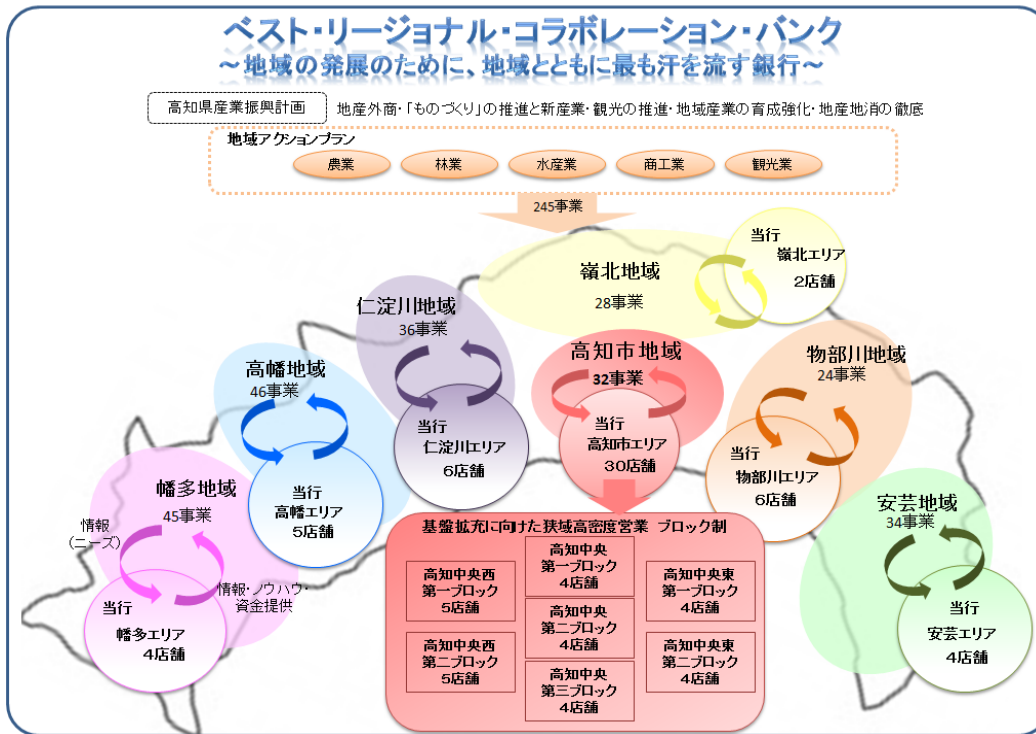 ベスト・リージョナル・コラボレーション・バンク
～地域の発展のために、地域とともに最も汗を流す銀行～
高知県産業振興計画
地産外商・「ものづくり」の推進と新産業・観光の推進・地域産業の育成強化・地産地消の徹底
地域アクションプラン
農業
林業
水産業
商工業
観光業
245事業
嶺北地域
28事業
当行
嶺北エリア
2店舗
仁淀川地域
36事業
当行
仁淀川エリア
6店舗
高知市地域
32事業
当行
高知市エリア
30店舗
物部川地域
24事業
当行
物部川エリア
6店舗
高幡地域
46事業
当行
高幡エリア
5店舗
幡多地域
45事業
情報
(ニーズ)
情報・ノウハウ・
資金提供
当行
幡多エリア
4店舗
安芸地域
34事業
当行
安芸エリア
4店舗
基盤拡充に向けた狭域高密度営業 ブロック制
高知中央西
第一ブロック
5店舗
高知中央西
第二ブロック
5店舗
高知中央
第一ブロック
4店舗
高知中央
第二ブロック
4店舗
高知中央
第三ブロック
4店舗
高知中央東
第一ブロック
4店舗
高知中央東
第二ブロック
4店舗